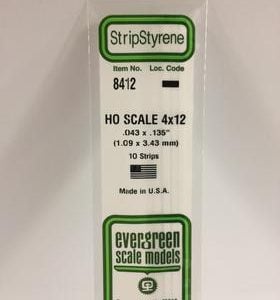 StripStyrene
Item No. Loc. Code
8412
HO SCALE 4x12
.043 x .135"
(1.09 x 3.43 mm)
10 Strips
Made in U.S.A.
evergreen
scale models